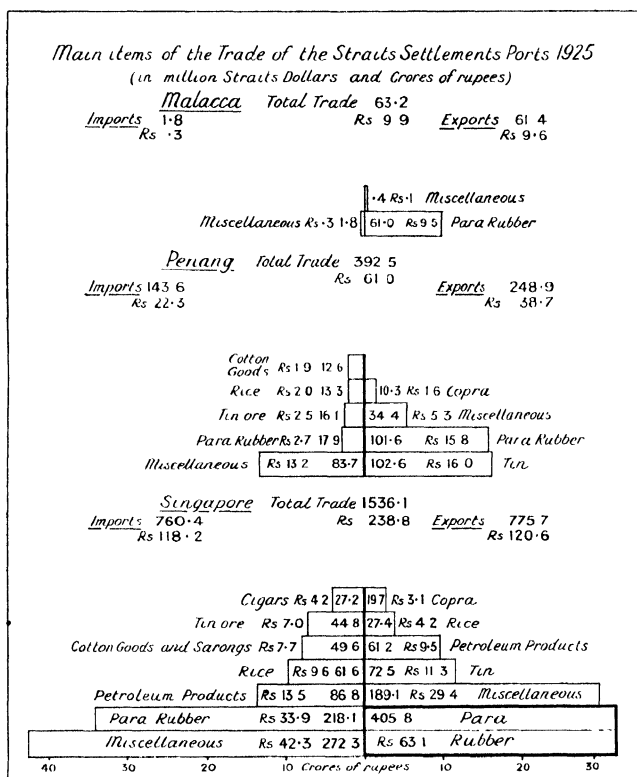 Main items of the Trade of the Straits Settlements Ports 1925
(in million Straits Dollars and Crores of rupees)
Malacca Total Trade 63.2
Imports 1·8 Rs 9 9 Exports 61 4
Rs ·3 Rs 9·6
·4 Rs·1 Miscellaneous
Miscellaneous Rs·3 1·8 61·0 Rs 9 5 Para Rubber
Penang Total Trade 392 5
Rs 61 0
Imports 143 6 Exports 248·9
Rs 22·3 Rs 38·7
Cotton
Goods Rs 1 9 12·6
Rice Rs 2 0 13 3 10·3 Rs 1 6 Copra
Tin ore Rs 2 5 16 1 34 4 Rs 5 3 Miscellaneous
Para Rubber Rs 2·7 17 9 101·6 Rs 15 8 Para Rubber
Miscellaneous Rs 13 2 83·7 102·6 Rs 16 0 Tin
Singapore Total Trade 1536·1
Imports 760·4 Rs 238·8 Exports 775 7
Rs 118·2 Rs 120·6
Cigars Rs 4 2 27·2 19 7 Rs 3·1 Copra
Tin ore Rs 7·0 44 8 27·4 Rs 4 2 Rice
Cotton Goods and Sarongs Rs 7·7 49 6 61 2 Rs 9·5 Petroleum Products
Rice Rs 9 6 61 6 72 5 Rs 11 3 Tin
Petroleum Products Rs 13 5 86 8 189·1 Rs 29 4 Miscellaneous
Para Rubber Rs 33·9 218·1 405 8 Para
Miscellaneous Rs 42·3 272 3 Rs 63 1 Rubber
40 30 20 10 Crores of rupees 10 20 30